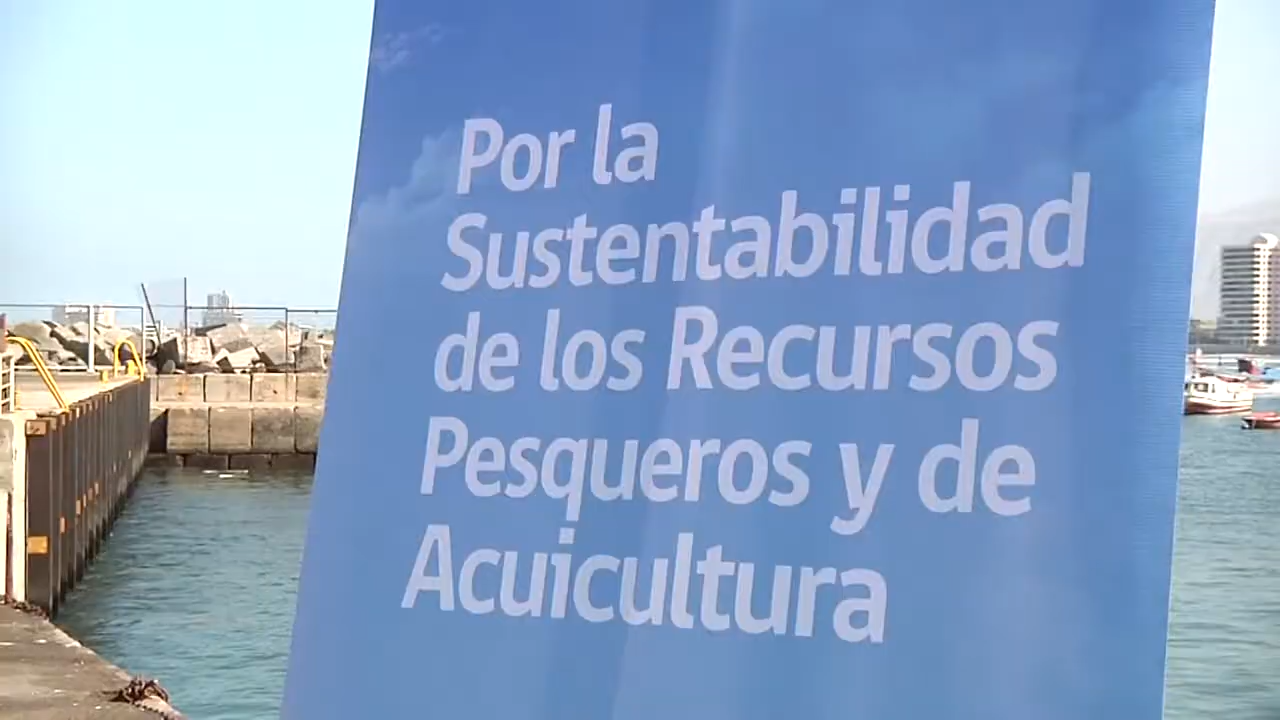 Por la
Sustentabilidad
de los Recursos
Pesqueros y de
Acuicultura